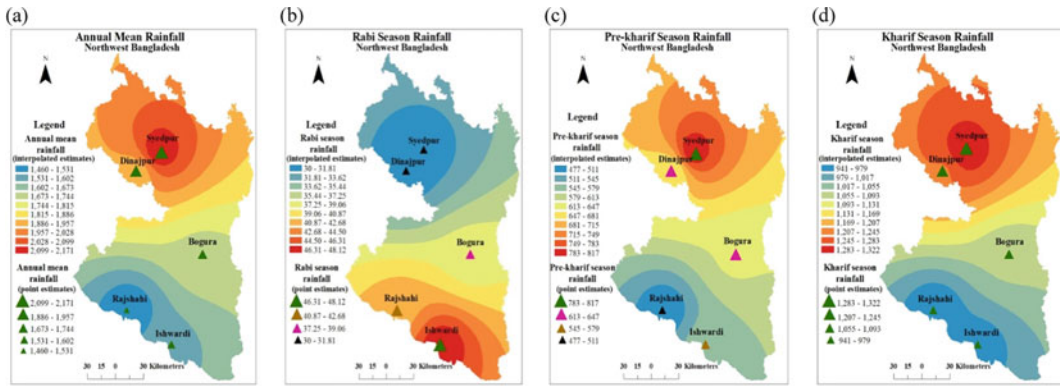 (a)
Annual Mean Rainfall
Northwest Bangladesh
N
Syedpur
Dinajpur
Bogura
Rajshahi
Ishwardi
Legend
Annual mean
rainfall
(interpolated estimates)
1,460 - 1,531
1,531 - 1,602
1,602 - 1,673
1,673 - 1,744
1,744 - 1,815
1,815 - 1,886
1,886 - 1,957
1,957 - 2,028
2,028 - 2,099
2,099 - 2,171
Annual mean
rainfall
(point estimates)
2,099 - 2,171
1,886 - 1,957
1,673 - 1,744
1,531 - 1,602
1,460 - 1,531
30 15 0 30 Kilometers
(b)
Rabi Season Rainfall
Northwest Bangladesh
N
Syedpur
Dinajpur
Bogura
Rajshahi
Ishwardi
Legend
Rabi season
rainfall
(interpolated estimates)
30 - 31.81
31.81 - 33.62
33.62 - 35.44
35.44 - 37.25
37.25 - 39.06
39.06 - 40.87
40.87 - 42.68
42.68 - 44.50
44.50 - 46.31
46.31 - 48.12
Rabi season
rainfall
(point estimates)
46.31 - 48.12
40.87 - 42.68
37.25 - 39.06
30 - 31.81
30 15 0 30 Kilometers
(c)
Pre-kharif Season Rainfall
Northwest Bangladesh
N
Syedpur
Dinajpur
Bogura
Rajshahi
Ishwardi
Legend
Pre-kharif season
rainfall
(interpolated estimates)
477 - 511
511 - 545
545 - 579
579 - 613
613 - 647
647 - 681
681 - 715
715 - 749
749 - 783
783 - 817
Pre-kharif season
rainfall
(point estimates)
783 - 817
613 - 647
545 - 579
477 - 511
30 15 0 30 Kilometers
(d)
Kharif Season Rainfall
Northwest Bangladesh
N
Syedpur
Dinajpur
Bogura
Rajshahi
Ishwardi
Legend
Kharif season
rainfall
(interpolated estimates)
941 - 979
979 - 1,017
1,017 - 1,055
1,055 - 1,093
1,093 - 1,131
1,131 - 1,169
1,169 - 1,207
1,207 - 1,245
1,245 - 1,283
1,283 - 1,322
Kharif season
rainfall
(point estimates)
1,283 - 1,322
1,207 - 1,245
1,055 - 1,093
941 - 979
30 15 0 30 Kilometers